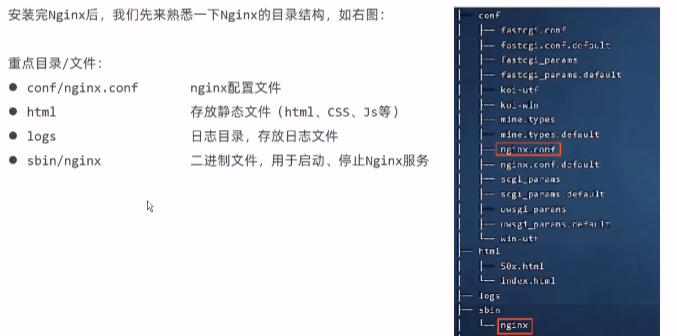 安装完Nginx后，我们先来熟悉一下Nginx的目录结构，如右图：
重点目录/文件：
● conf/nginx.conf nginx配置文件
● html 存放静态文件（html、CSS、Js等）
● logs 日志目录，存放日志文件
● sbin/nginx 二进制文件，用于启动、停止Nginx服务
conf
fastcgi.conf
fastcgi.conf.default
fastcgi_params
fastcgi_params.default
koi-utf
koi-win
mime.types
mime.types.default
nginx.conf
nginx.conf.default
scgi_params
scgi_params.default
uwsgi_params
uwsgi_params.default
win-utf
html
50x.html
index.html
logs
sbin
nginx